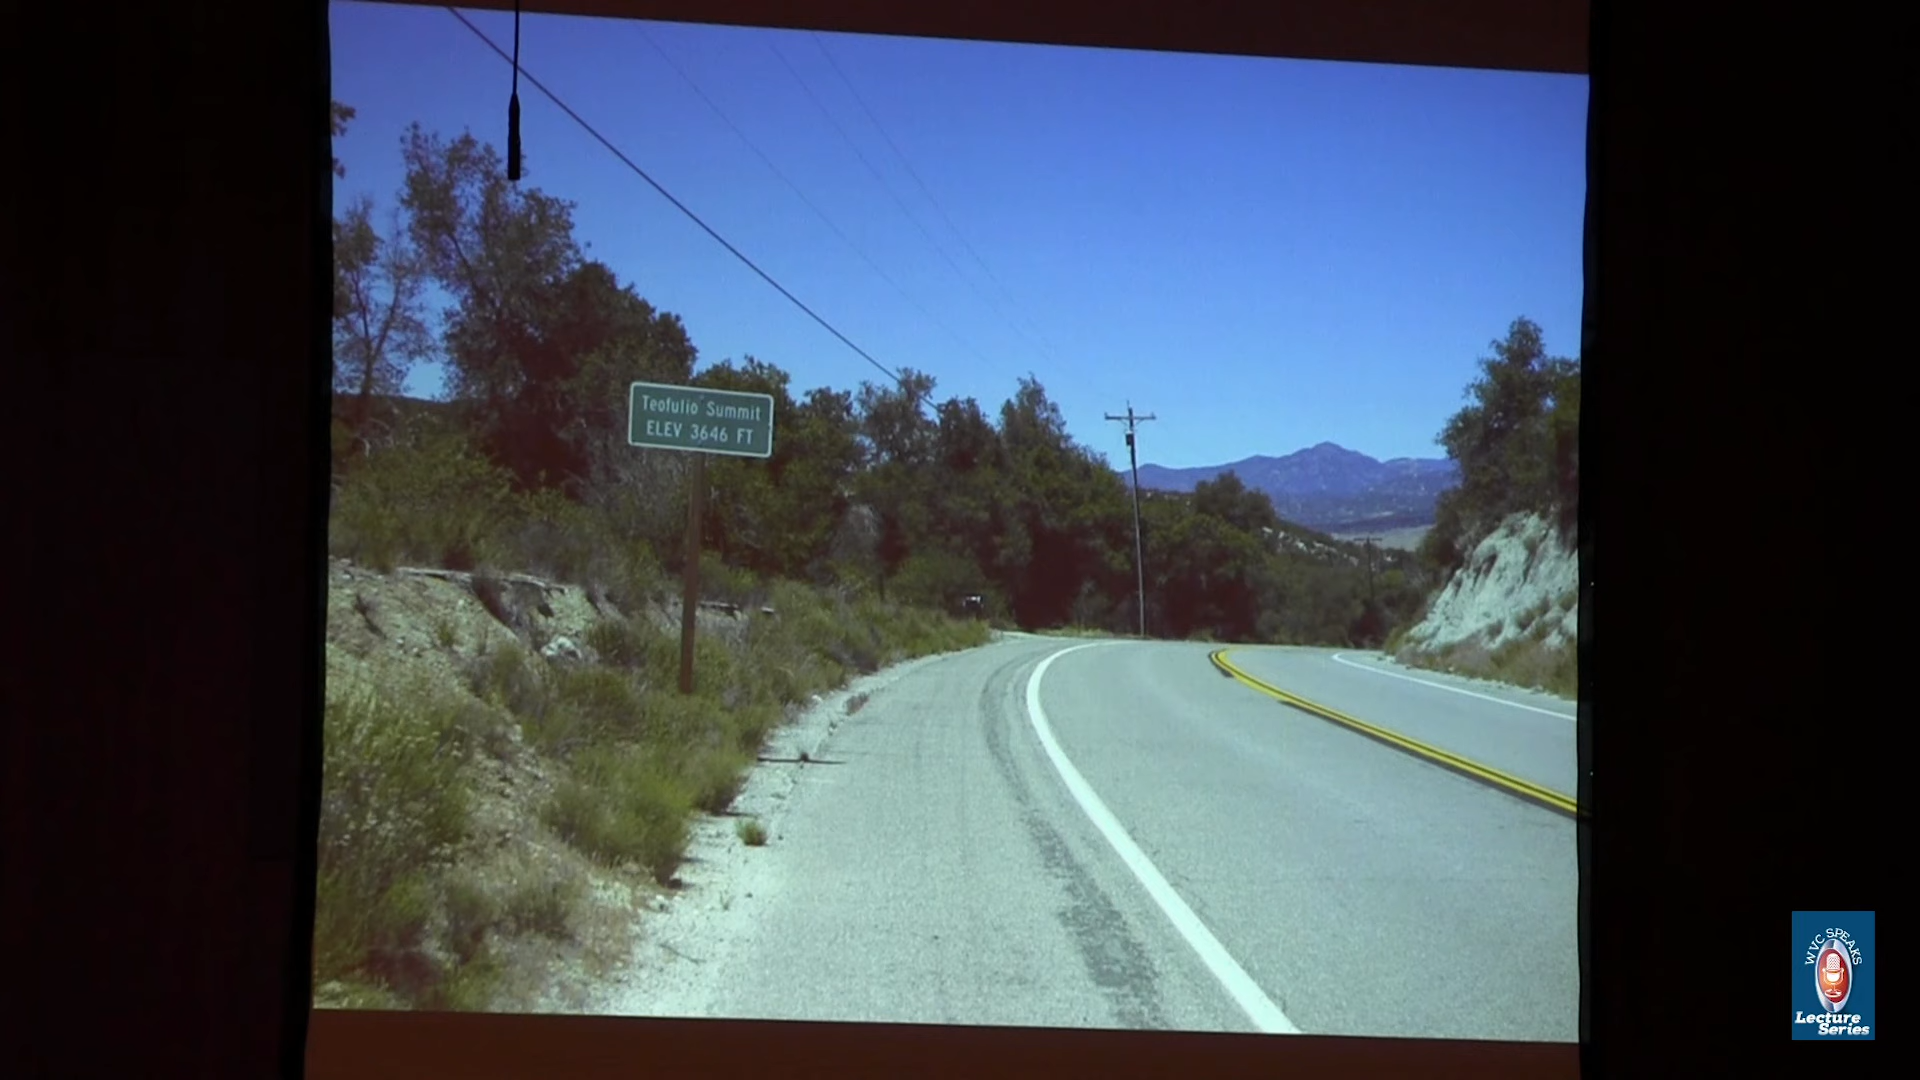 Teofulio Summit
ELEV 3646 FT
WVC SPEAKS
Lecture
Series